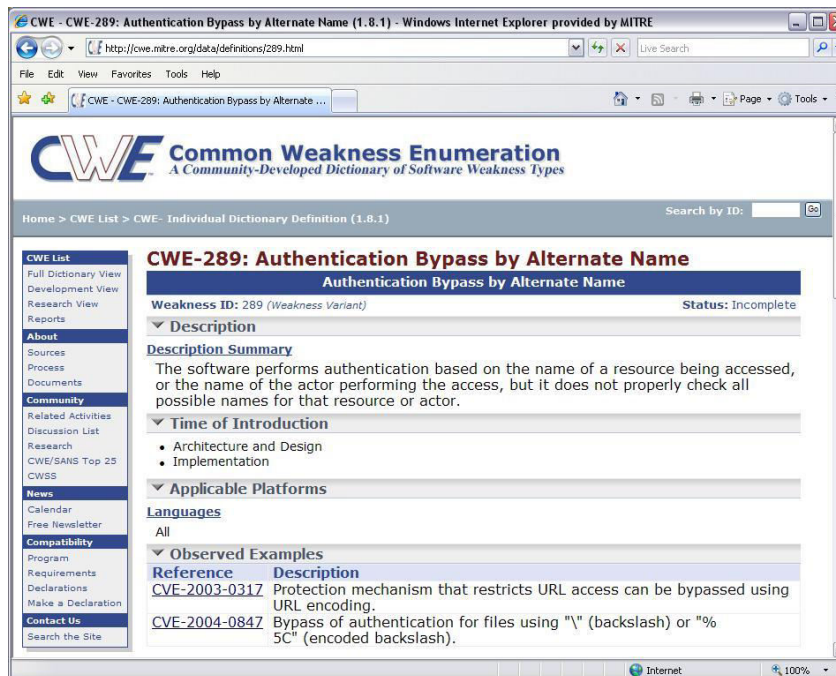 CWE - CWE-289: Authentication Bypass by Alternate Name (1.8.1) - Windows Internet Explorer provided by MITRE
http://cwe.mitre.org/data/definitions/289.html
Live Search
File Edit View Favorites Tools Help
CWE - CWE-289: Authentication Bypass by Alternate ...
Page Tools
CWE Common Weakness Enumeration
A Community-Developed Dictionary of Software Weakness Types
Home > CWE List > CWE- Individual Dictionary Definition (1.8.1)
Search by ID: Go
CWE List
Full Dictionary View
Development View
Research View
Reports
About
Sources
Process
Documents
Community
Related Activities
Discussion List
Research
CWE/SANS Top 25
CWSS
News
Calendar
Free Newsletter
Compatibility
Program
Requirements
Declarations
Make a Declaration
Contact Us
Search the Site
CWE-289: Authentication Bypass by Alternate Name
Authentication Bypass by Alternate Name
Weakness ID: 289 (Weakness Variant) Status: Incomplete
Description
Description Summary
The software performs authentication based on the name of a resource being accessed,
or the name of the actor performing the access, but it does not properly check all
possible names for that resource or actor.
Time of Introduction
• Architecture and Design
• Implementation
Applicable Platforms
Languages
All
Observed Examples
Reference Description
CVE-2003-0317 Protection mechanism that restricts URL access can be bypassed using
URL encoding.
CVE-2004-0847 Bypass of authentication for files using "\" (backslash) or "%
5C" (encoded backslash).
Internet 100%